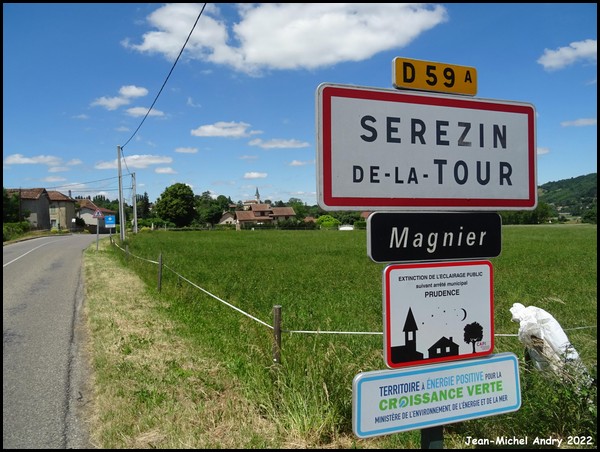 D 59 A
SEREZIN
DE-LA-TOUR
Magnier
EXTINCTION DE L'ECLAIRAGE PUBLIC
suivant arrêté municipal
PRUDENCE
TERRITOIRE À ÉNERGIE POSITIVE POUR LA
CROISSANCE VERTE
MINISTÈRE DE L'ENVIRONNEMENT, DE L'ÉNERGIE ET DE LA MER
Jean-Michel Andry 2022